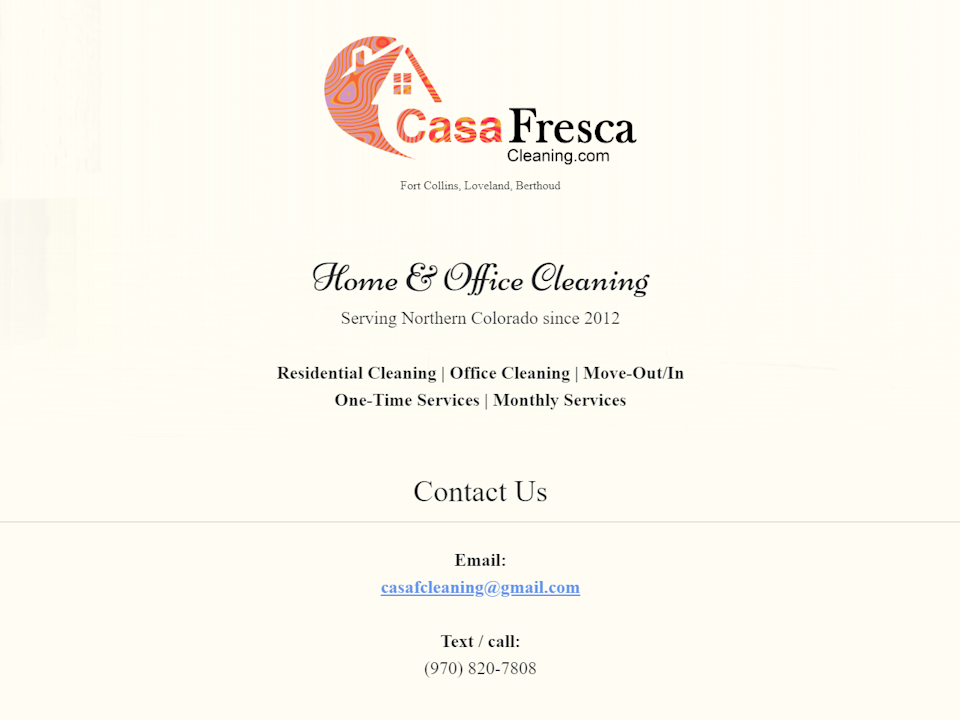 Casa Fresca
Cleaning.com
Fort Collins, Loveland, Berthoud
Home & Office Cleaning
Serving Northern Colorado since 2012
Residential Cleaning | Office Cleaning | Move-Out/In
One-Time Services | Monthly Services
Contact Us
Email:
casafcleaning@gmail.com
Text / call:
(970) 820-7808